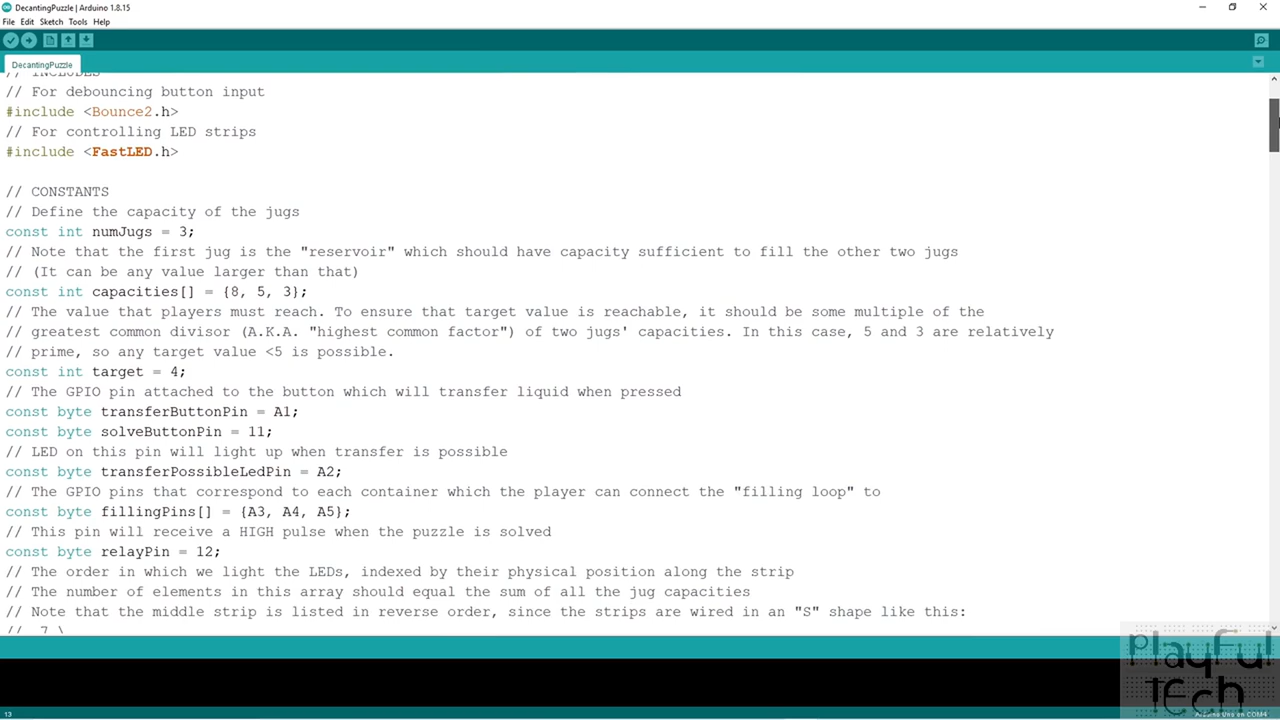 DecantingPuzzle | Arduino 1.8.15
File Edit Sketch Tools Help
DecantingPuzzle
// INCLUDES
// For debouncing button input
#include <Bounce2.h>
// For controlling LED strips
#include <FastLED.h>
// CONSTANTS
// Define the capacity of the jugs
const int numJugs = 3;
// Note that the first jug is the "reservoir" which should have capacity sufficient to fill the other two jugs
// (It can be any value larger than that)
const int capacities[] = {8, 5, 3};
// The value that players must reach. To ensure that target value is reachable, it should be some multiple of the
// greatest common divisor (A.K.A. "highest common factor") of two jugs' capacities. In this case, 5 and 3 are relatively
// prime, so any target value <5 is possible.
const int target = 4;
// The GPIO pin attached to the button which will transfer liquid when pressed
const byte transferButtonPin = A1;
const byte solveButtonPin = 11;
// LED on this pin will light up when transfer is possible
const byte transferPossibleLedPin = A2;
// The GPIO pins that correspond to each container which the player can connect the "filling loop" to
const byte fillingPins[] = {A3, A4, A5};
// This pin will receive a HIGH pulse when the puzzle is solved
const byte relayPin = 12;
// The order in which we light the LEDs, indexed by their physical position along the strip
// The number of elements in this array should equal the sum of all the jug capacities
// Note that the middle strip is listed in reverse order, since the strips are wired in an "S" shape like this:
// 7 \
Playful
Tech
13
Arduino Uno on COM4